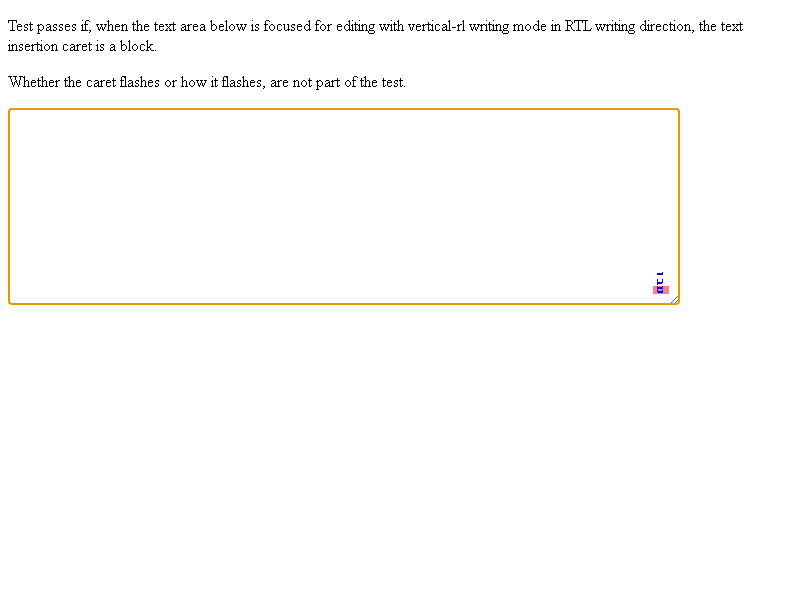 Test passes if, when the text area below is focused for editing with vertical-rl writing mode in RTL writing direction, the text
insertion caret is a block.
Whether the caret flashes or how it flashes, are not part of the test.